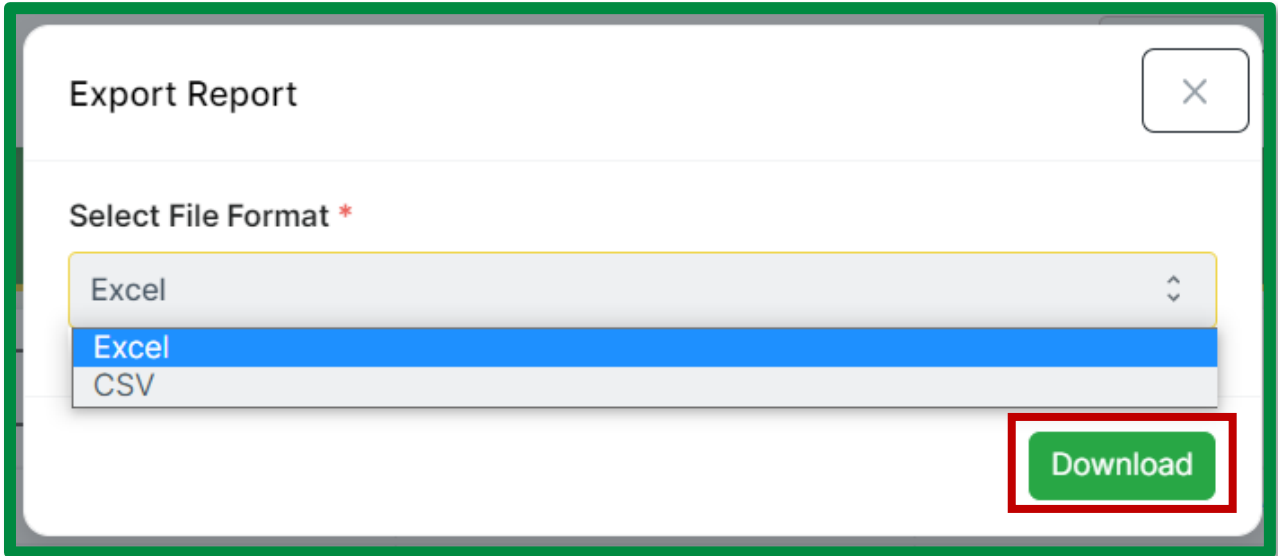 Export Report
Select File Format *
Excel
Excel
CSV
Download